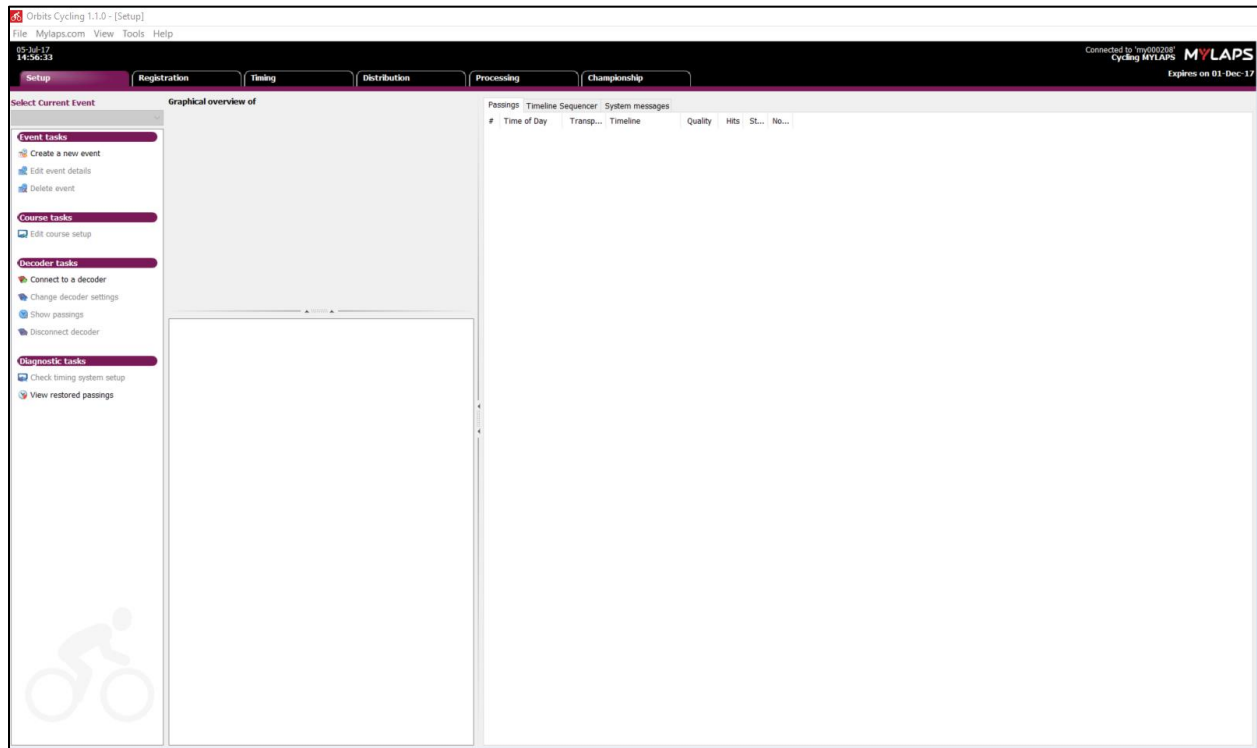 Orbits Cycling 1.1.0 - [Setup]
File Mylaps.com View Tools Help
05-Jul-17
14:56:33
Connected to 'my000208'
Cycling MYLAPS
MYLAPS
Expires on 01-Dec-17
Setup Registration Timing Distribution Processing Championship
Select Current Event
Event tasks
Create a new event
Edit event details
Delete event
Course tasks
Edit course setup
Decoder tasks
Connect to a decoder
Change decoder settings
Show passings
Disconnect decoder
Diagnostic tasks
Check timing system setup
View restored passings
Graphical overview of
Passings Timeline Sequencer System messages
# Time of Day Transp... Timeline Quality Hits St... No...